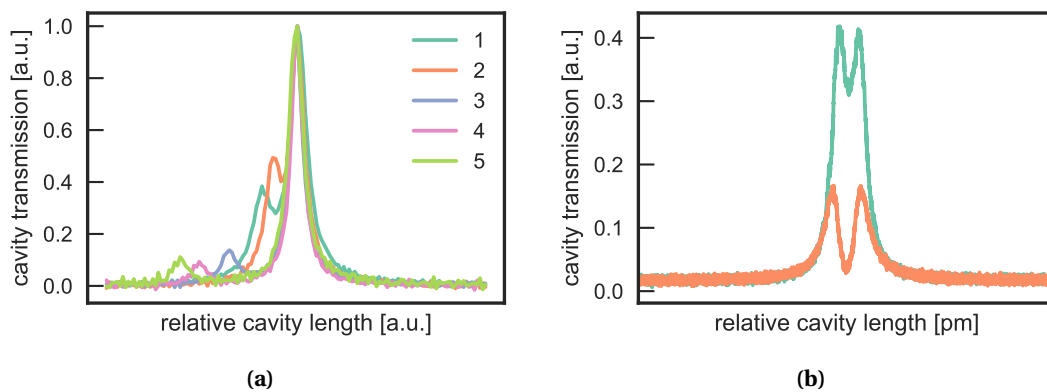 cavity transmission [a.u.]
1.0
0.8
0.6
0.4
0.2
0.0
1
2
3
4
5
relative cavity length [a.u.]
(a)
cavity transmission [a.u.]
0.4
0.3
0.2
0.1
0.0
relative cavity length [pm]
(b)